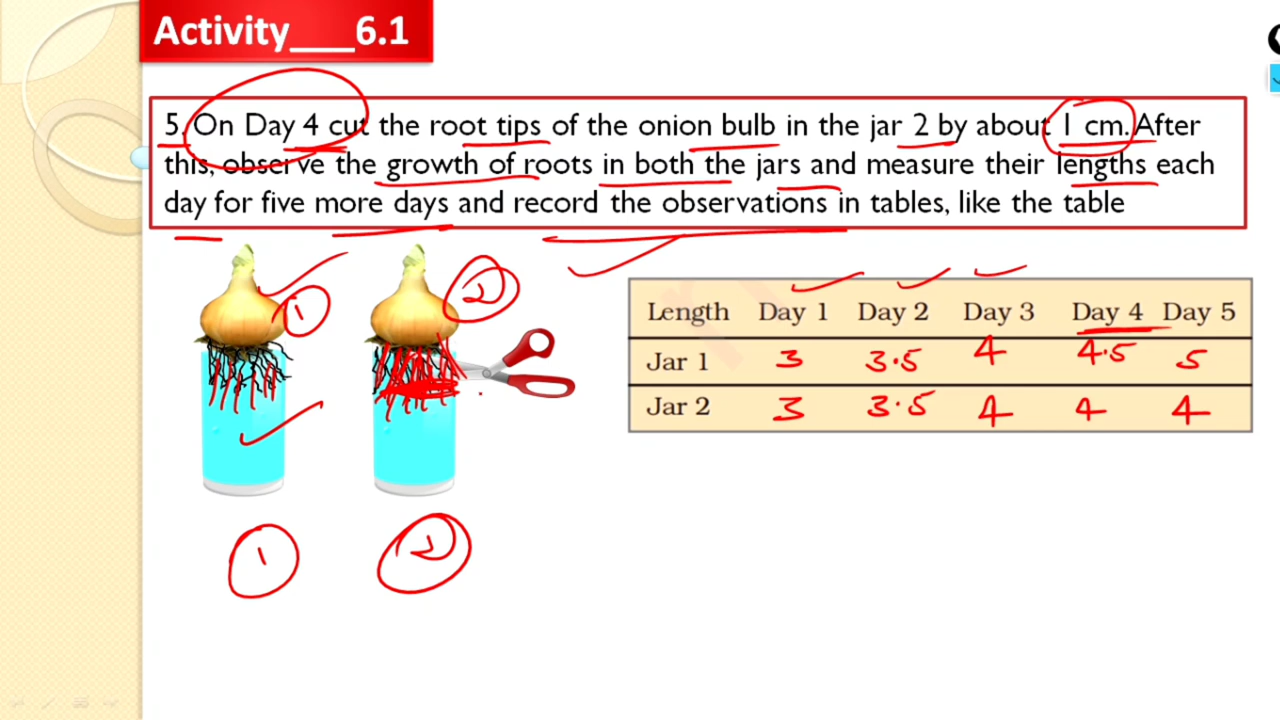 Activity___6.1
5. On Day 4 cut the root tips of the onion bulb in the jar 2 by about 1 cm. After
this, observe the growth of roots in both the jars and measure their lengths each
day for five more days and record the observations in tables, like the table
1
2
Length Day 1 Day 2 Day 3 Day 4 Day 5
Jar 1 3 3.5 4 4.5 5
Jar 2 3 3.5 4 4 4
1
2